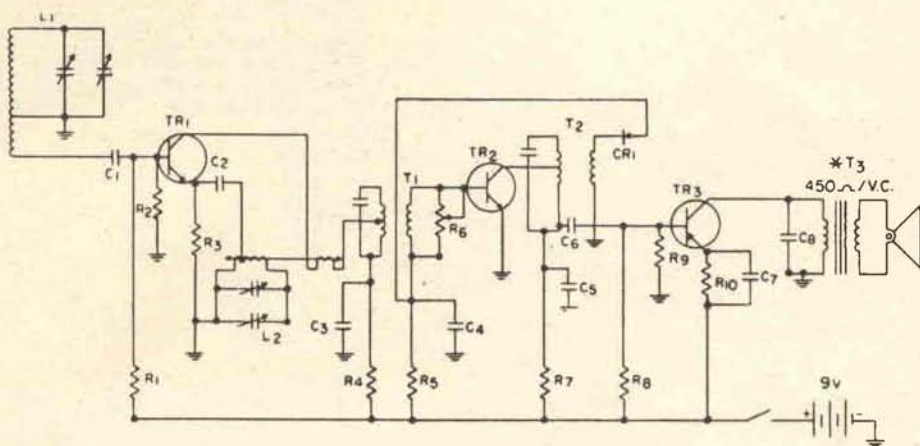 L1
TR1
C1
C2
R2
R3
L2
R1
T1
R6
C3
C4
R4
R5
TR2
T2
CR1
C6
C5
R7
R8
TR3
R9
R10
C7
C8
*T3
450Ω/V.C.
9v
+
-